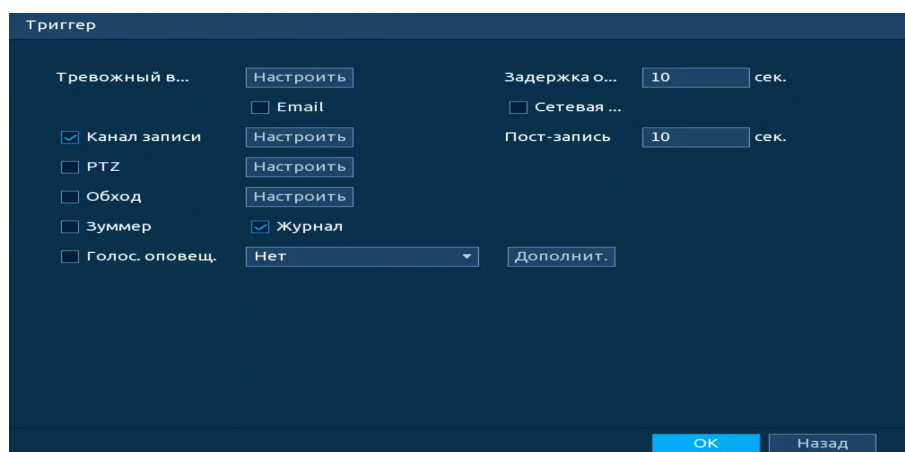 Триггер
Тревожный в... Настроить Задержка о... 10 сек.
Email Сетевая ...
Канал записи Настроить Пост-запись 10 сек.
PTZ Настроить
Обход Настроить
Зуммер Журнал
Голос. оповещ. Нет Дополнит.
OK Назад